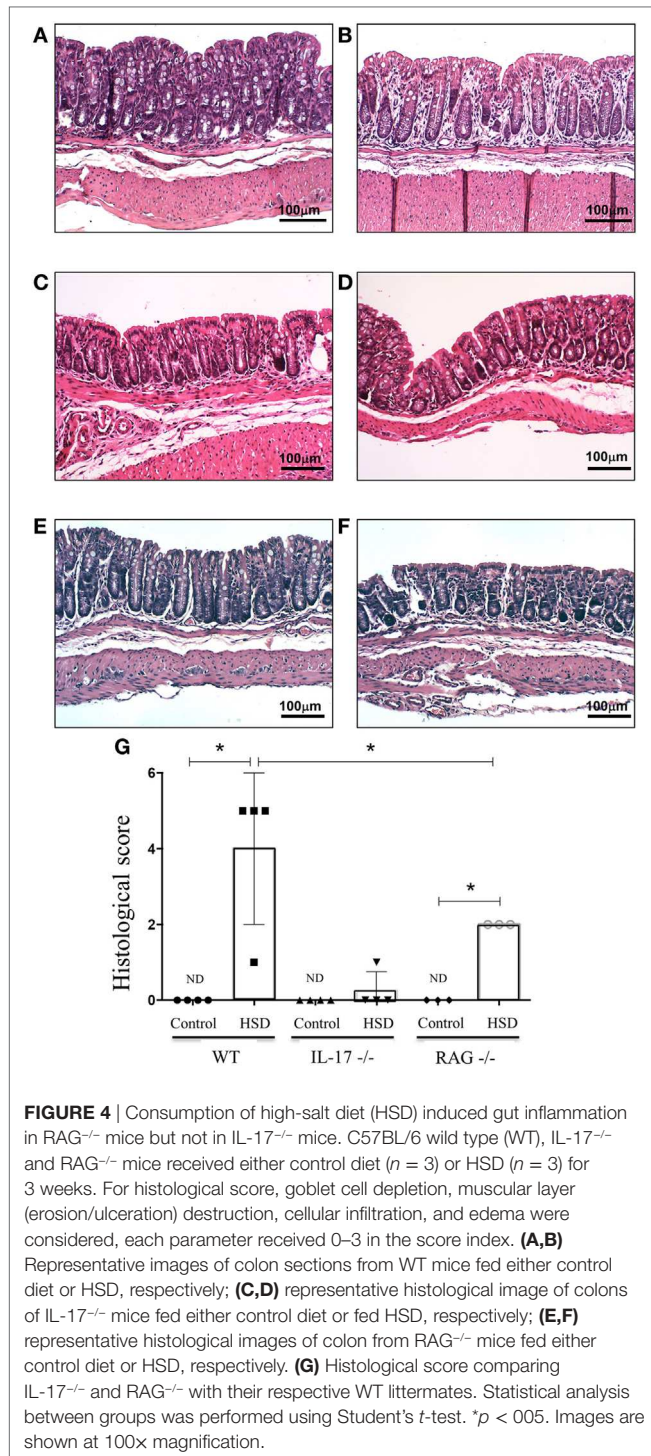 A
B
100μm
100μm
C
D
100μm
100μm
E
F
100μm
100μm
G
*
*
6
4
2
0
Histological score
*
ND
ND
ND
Control HSD Control HSD Control HSD
WT IL-17 -/- RAG -/-
FIGURE 4 | Consumption of high-salt diet (HSD) induced gut inflammation
in RAG−/− mice but not in IL-17−/− mice. C57BL/6 wild type (WT), IL-17−/−
and RAG−/− mice received either control diet (n = 3) or HSD (n = 3) for
3 weeks. For histological score, goblet cell depletion, muscular layer
(erosion/ulceration) destruction, cellular infiltration, and edema were
considered, each parameter received 0–3 in the score index. (A,B)
Representative images of colon sections from WT mice fed either control
diet or HSD, respectively; (C,D) representative histological image of colons
of IL-17−/− mice fed either control diet or fed HSD, respectively; (E,F)
representative histological images of colon from RAG−/− mice fed either
control diet or HSD, respectively. (G) Histological score comparing
IL-17−/− and RAG−/− with their respective WT littermates. Statistical analysis
between groups was performed using Student's t-test. *p < 005. Images are
shown at 100× magnification.